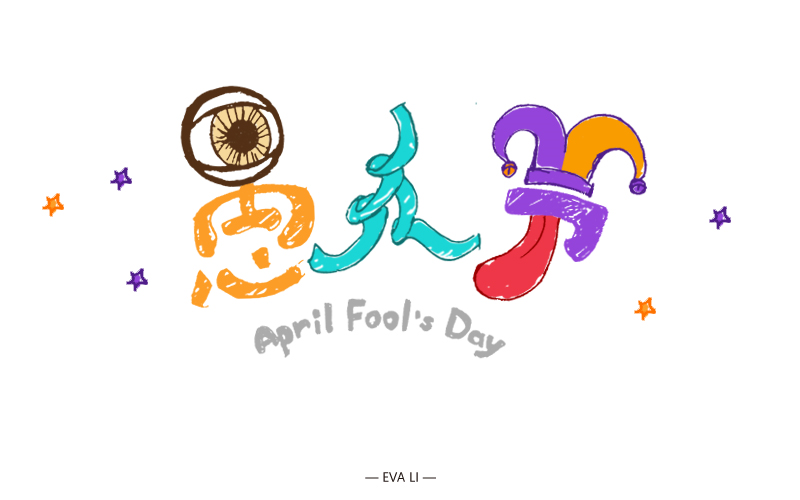 愚人节
April Fool's Day
— EVA LI —